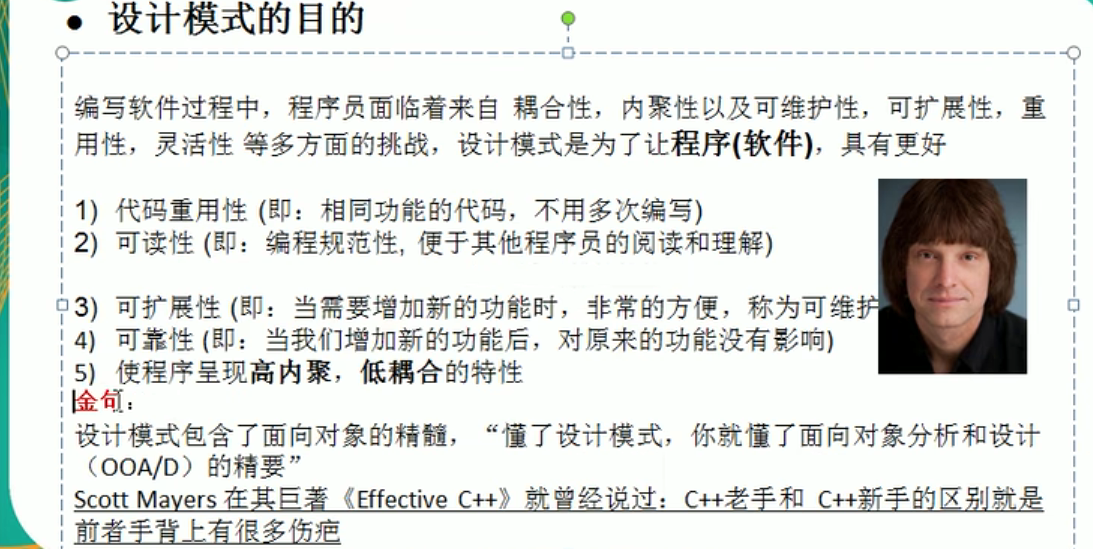 ● 设计模式的目的
编写软件过程中，程序员面临着来自 耦合性，内聚性以及可维护性，可扩展性，重
用性，灵活性 等多方面的挑战，设计模式是为了让程序(软件)，具有更好
1) 代码重用性 (即：相同功能的代码，不用多次编写)
2) 可读性 (即：编程规范性, 便于其他程序员的阅读和理解)
3) 可扩展性 (即：当需要增加新的功能时，非常的方便，称为可维护
4) 可靠性 (即：当我们增加新的功能后，对原来的功能没有影响)
5) 使程序呈现高内聚，低耦合的特性
金句：
设计模式包含了面向对象的精髓，“懂了设计模式，你就懂了面向对象分析和设计
（OOA/D）的精要”
Scott Mayers 在其巨著《Effective C++》就曾经说过：C++老手和 C++新手的区别就是
前者手背上有很多伤疤